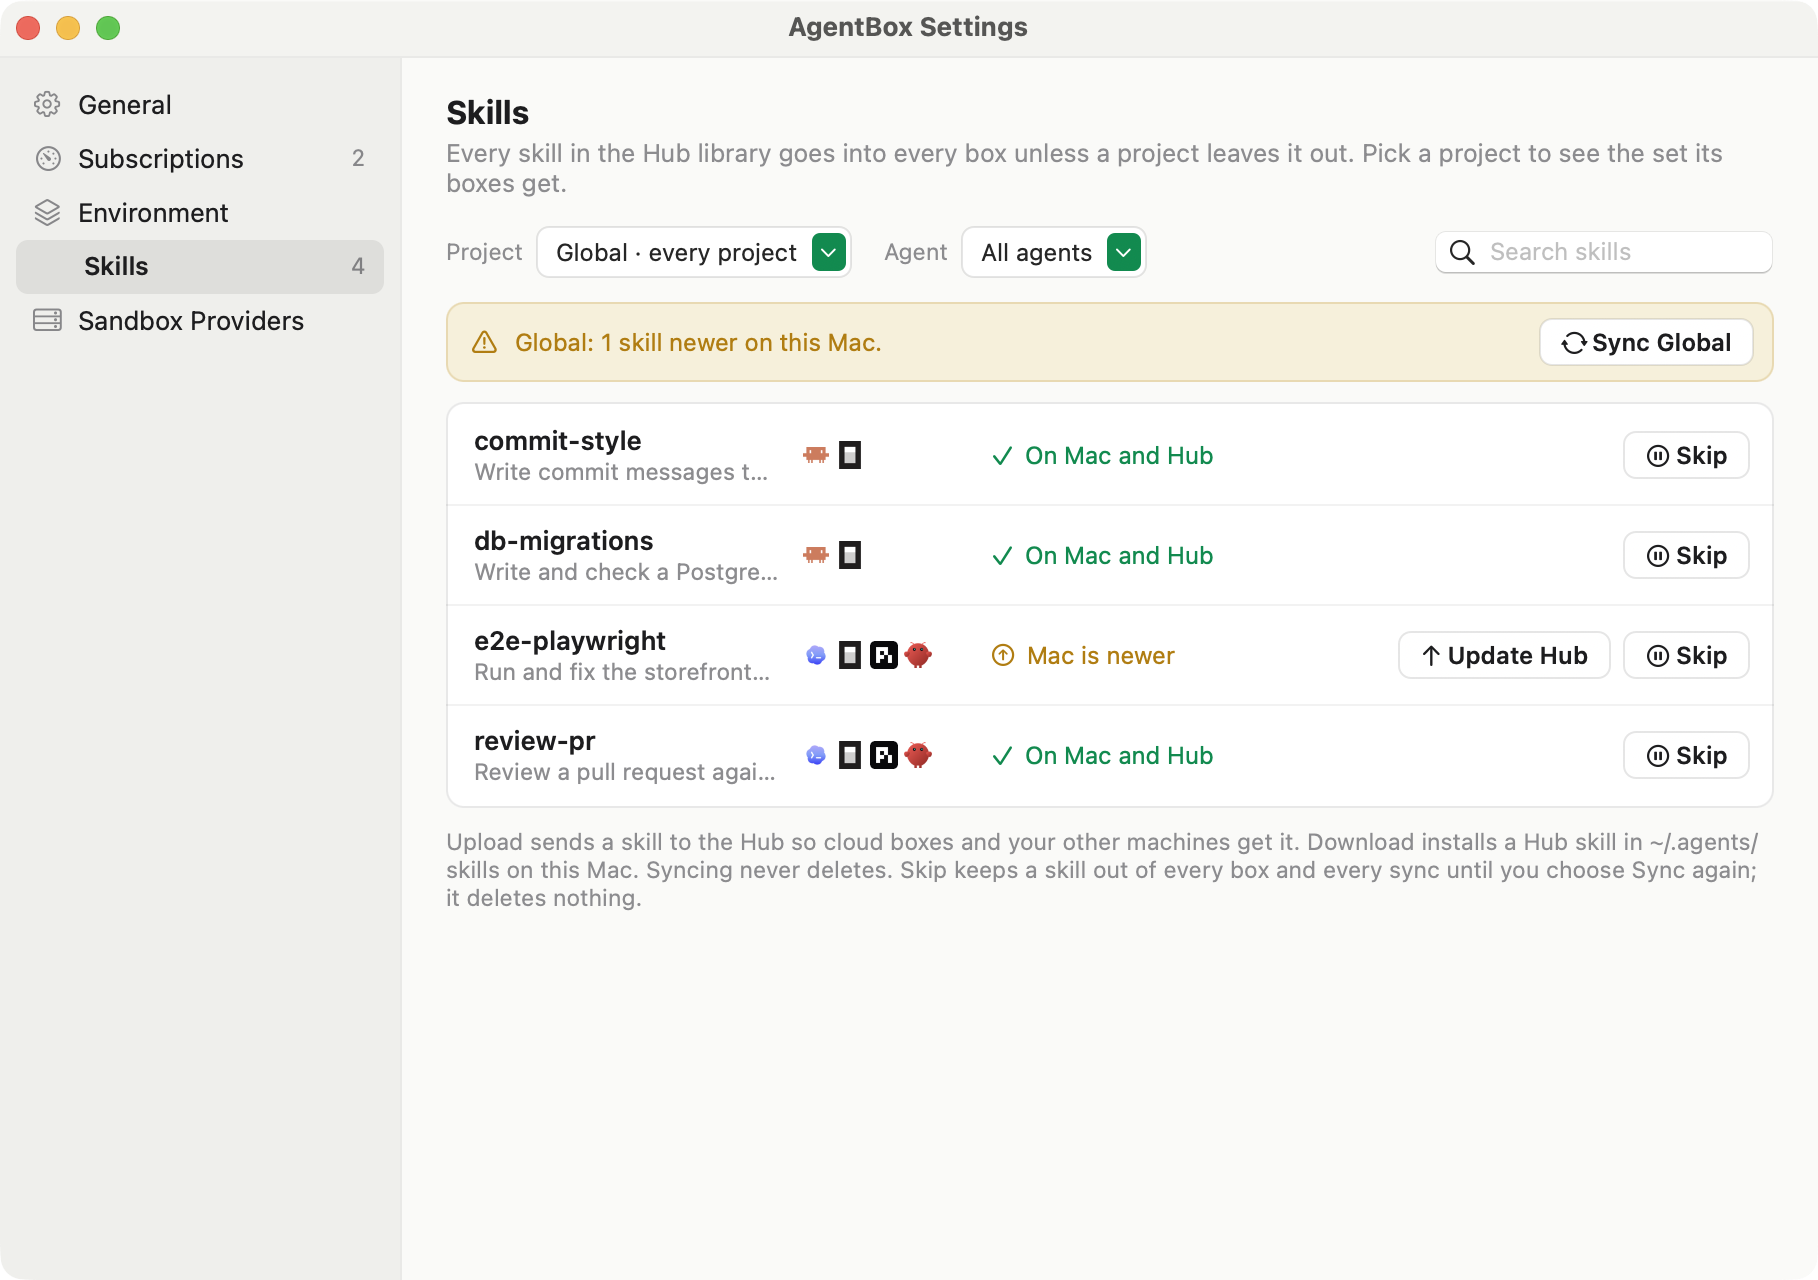 AgentBox Settings
General
Subscriptions 2
Environment
Skills 4
Sandbox Providers
Skills
Every skill in the Hub library goes into every box unless a project leaves it out. Pick a project to see the set its
boxes get.
Project Global · every project Agent All agents Search skills
Global: 1 skill newer on this Mac. Sync Global
commit-style
Write commit messages t...
On Mac and Hub Skip
db-migrations
Write and check a Postgre...
On Mac and Hub Skip
e2e-playwright
Run and fix the storefront...
Mac is newer Update Hub Skip
review-pr
Review a pull request agai...
On Mac and Hub Skip
Upload sends a skill to the Hub so cloud boxes and your other machines get it. Download installs a Hub skill in ~/.agents/
skills on this Mac. Syncing never deletes. Skip keeps a skill out of every box and every sync until you choose Sync again;
it deletes nothing.